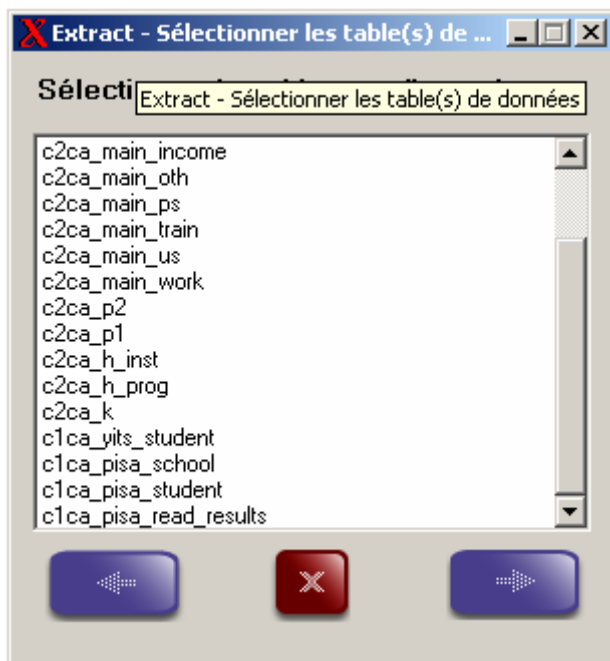 Extract - Sélectionner les table(s) de ...
Sélecti
Extract - Sélectionner les table(s) de données
c2ca_main_income
c2ca_main_oth
c2ca_main_ps
c2ca_main_train
c2ca_main_us
c2ca_main_work
c2ca_p2
c2ca_p1
c2ca_h_inst
c2ca_h_prog
c2ca_k
c1ca_yits_student
c1ca_pisa_school
c1ca_pisa_student
c1ca_pisa_read_results